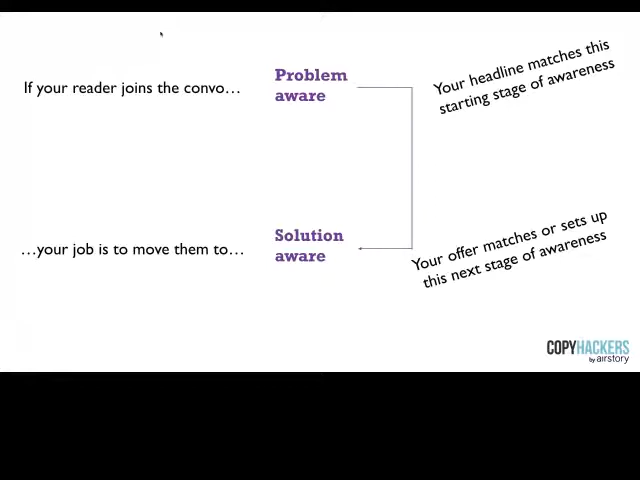 If your reader joins the convo…
Problem
aware
Your headline matches this
starting stage of awareness
…your job is to move them to…
Solution
aware
Your offer matches or sets up
this next stage of awareness
COPYHACKERS
by airstory